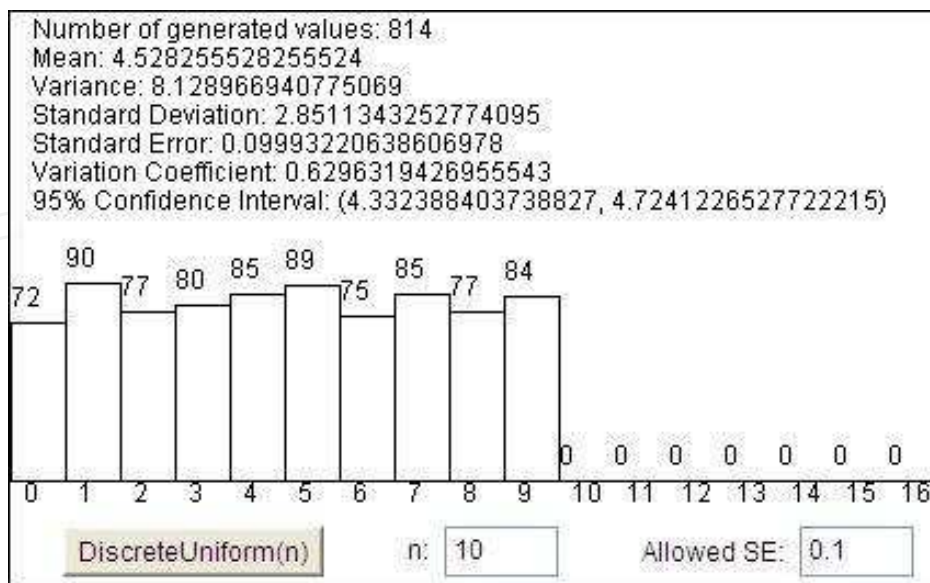 Number of generated values: 814
Mean: 4.528255528255524
Variance: 8.128966940775069
Standard Deviation: 2.8511343252774095
Standard Error: 0.09993220638606978
Variation Coefficient: 0.6296319426955543
95% Confidence Interval: (4.332388403738827, 4.7241226527722215)
72 90 77 80 85 89 75 85 77 84 0 0 0 0 0 0 0
0 1 2 3 4 5 6 7 8 9 10 11 12 13 14 15 16
DiscreteUniform(n) n: 10 Allowed SE: 0.1